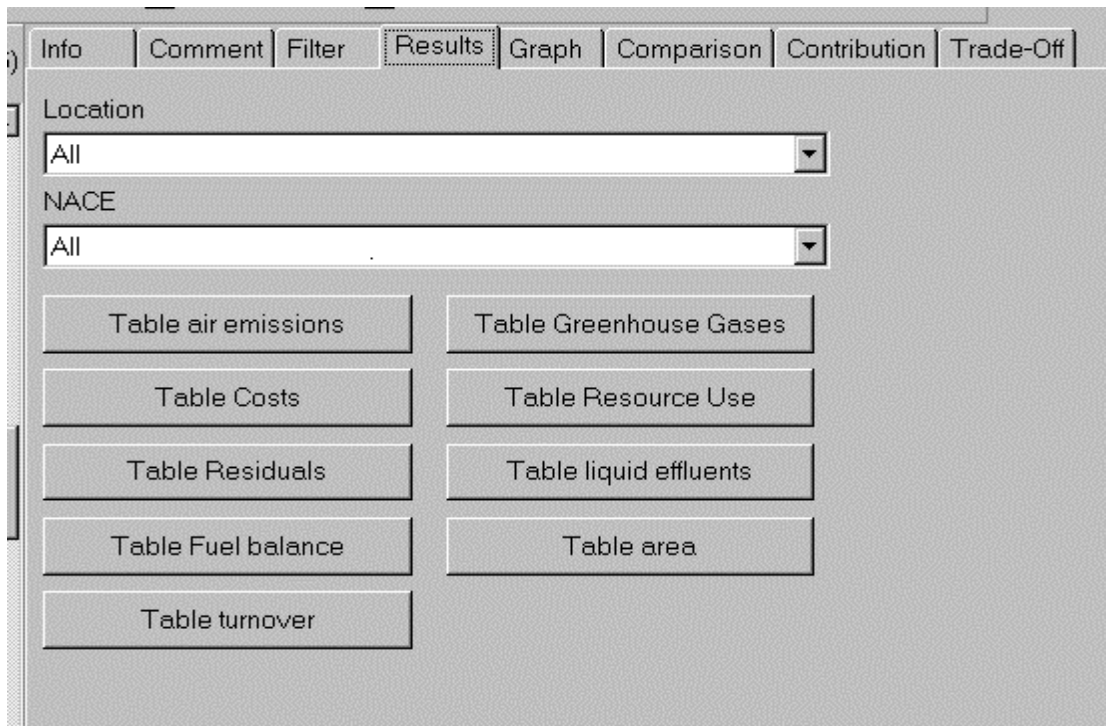 Info Comment Filter Results Graph Comparison Contribution Trade-Off
Location
All
NACE
All
Table air emissions Table Greenhouse Gases
Table Costs Table Resource Use
Table Residuals Table liquid effluents
Table Fuel balance Table area
Table turnover